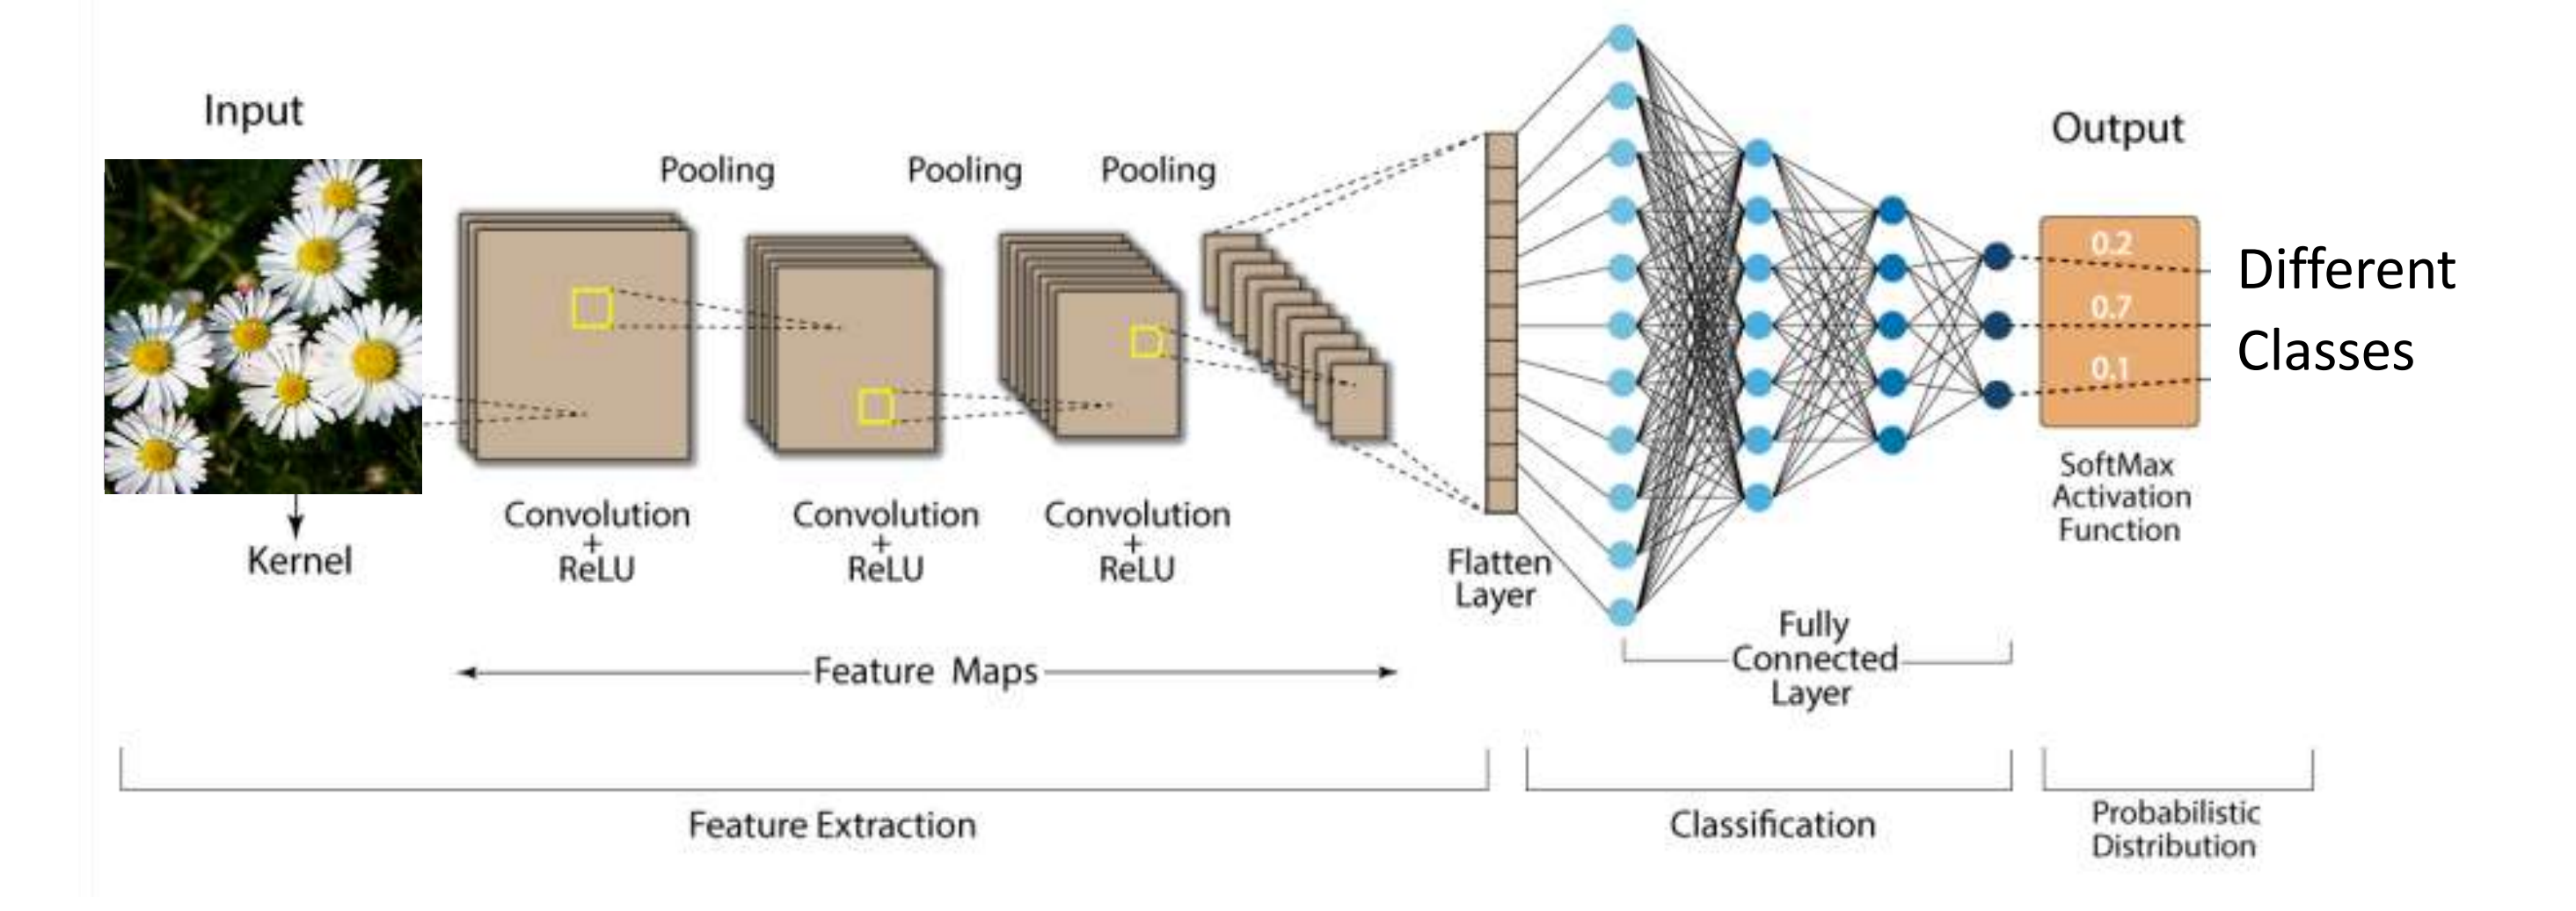 Input
Pooling
Pooling
Pooling
Output
0.2
0.7
0.1
Different
Classes
SoftMax
Activation
Function
Kernel
Convolution
+
ReLU
Convolution
+
ReLU
Convolution
+
ReLU
Flatten
Layer
Fully
Connected
Layer
Feature Maps
Feature Extraction
Classification
Probabilistic
Distribution